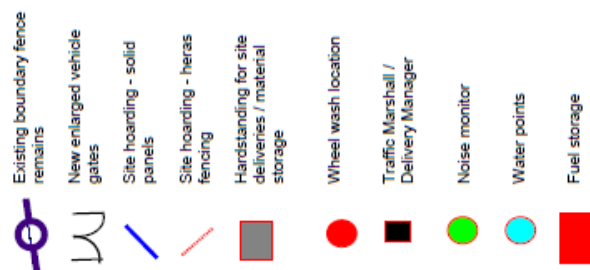 Existing boundary fence
remains
New enlarged vehicle
gates
Site hoarding - solid
panels
Site hoarding - heras
fencing
Hardstanding for site
deliveries / material
storage
Wheel wash location
Traffic Marshall /
Delivery Manager
Noise monitor
Water points
Fuel storage